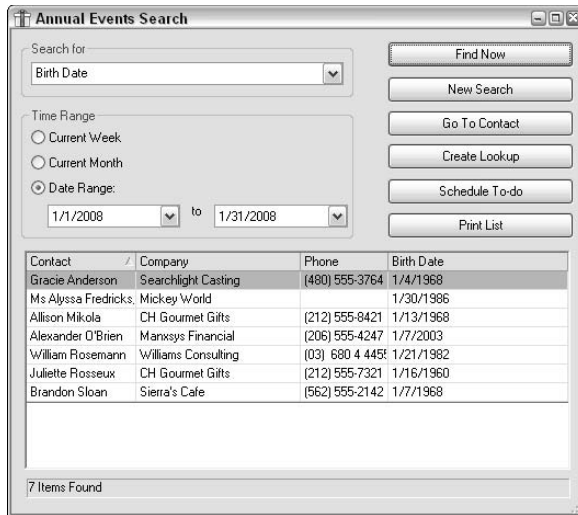 Annual Events Search
Search for
Birth Date
Find Now
New Search
Time Range
Current Week
Current Month
Date Range:
1/1/2008 to 1/31/2008
Go To Contact
Create Lookup
Schedule To-do
Print List
Contact Company Phone Birth Date
Gracie Anderson Searchlight Casting (480) 555-3764 1/4/1968
Ms Alyssa Fredricks, Mickey World 1/30/1986
Allison Mikola CH Gourmet Gifts (212) 555-8421 1/13/1968
Alexander O'Brien Manxsys Financial (206) 555-4247 1/7/2003
William Rosemann Williams Consulting (03) 680 4 445! 1/21/1982
Juliette Rosseux CH Gourmet Gifts (212) 555-7321 1/16/1960
Brandon Sloan Sierra's Cafe (562) 555-2142 1/7/1968
7 Items Found